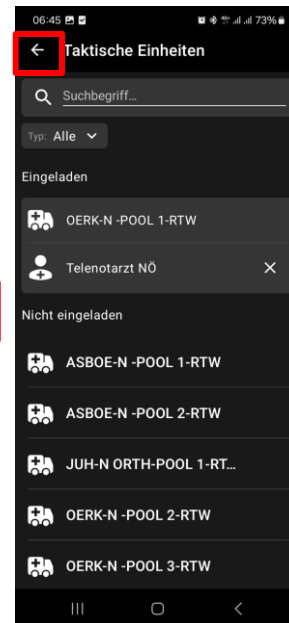 06:45 73%
Taktische Einheiten
Suchbegriff...
Typ: Alle
Eingeladen
OERK-N -POOL 1-RTW
Telenotarzt NÖ
Nicht eingeladen
ASBOE-N -POOL 1-RTW
ASBOE-N -POOL 2-RTW
JUH-N ORTH-POOL 1-RT...
OERK-N -POOL 2-RTW
OERK-N -POOL 3-RTW